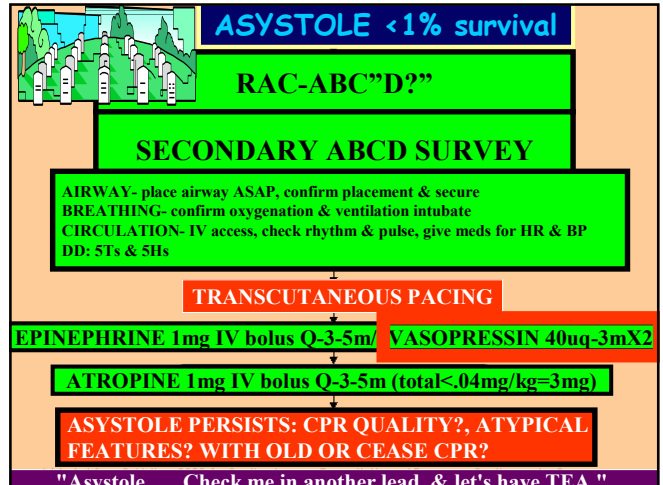 ASYSTOLE <1% survival
RAC-ABC”D?”
SECONDARY ABCD SURVEY
AIRWAY- place airway ASAP, confirm placement & secure
BREATHING- confirm oxygenation & ventilation intubate
CIRCULATION- IV access, check rhythm & pulse, give meds for HR & BP
DD: 5Ts & 5Hs
TRANSCUTANEOUS PACING
EPINEPHRINE 1mg IV bolus Q-3-5m/ VASOPRESSIN 40uq-3mX2
ATROPINE 1mg IV bolus Q-3-5m (total<.04mg/kg=3mg)
ASYSTOLE PERSISTS: CPR QUALITY?, ATYPICAL
FEATURES? WITH OLD OR CEASE CPR?
"Asystole ... Check me in another lead, & let's have TEA."